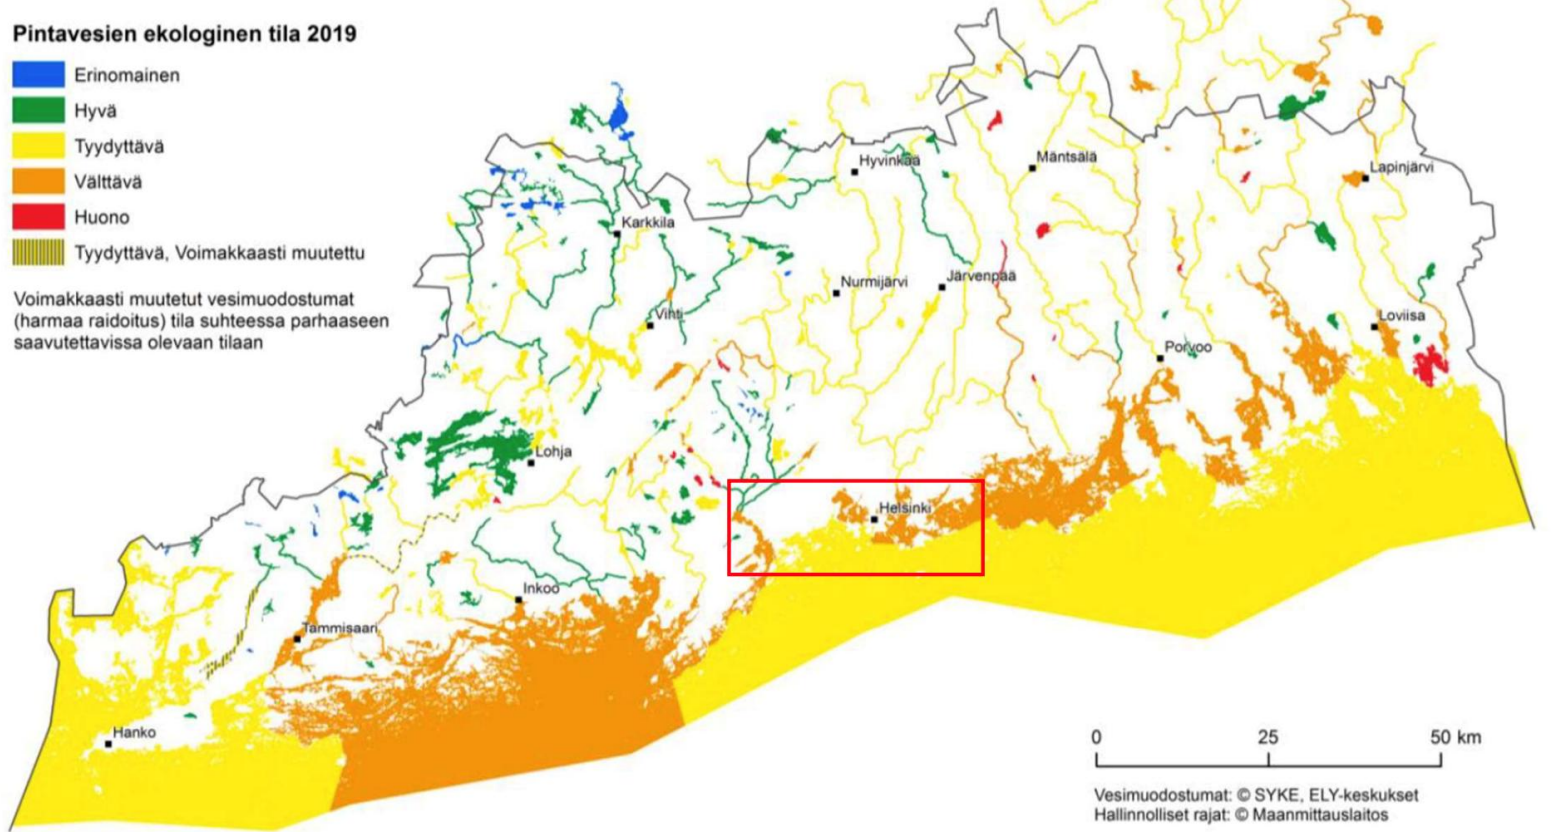 Pintavesien ekologinen tila 2019
Erinomainen
Hyvä
Tyydyttävä
Välttävä
Huono
Tyydyttävä, Voimakkaasti muutettu
Voimakkaasti muutetut vesimuodostumat
(harmaa raidoitus) tila suhteessa parhaaseen
saavutettavissa olevaan tilaan
Hyvinkää
Mäntsälä
Lapinjärvi
Karkkila
Nurmijärvi
Järvenpää
Vihti
Loviisa
Porvoo
Lohja
Helsinki
Inkoo
Tammisaari
Hanko
0 25 50 km
Vesimuodostumat: © SYKE, ELY-keskukset
Hallinnolliset rajat: © Maanmittauslaitos